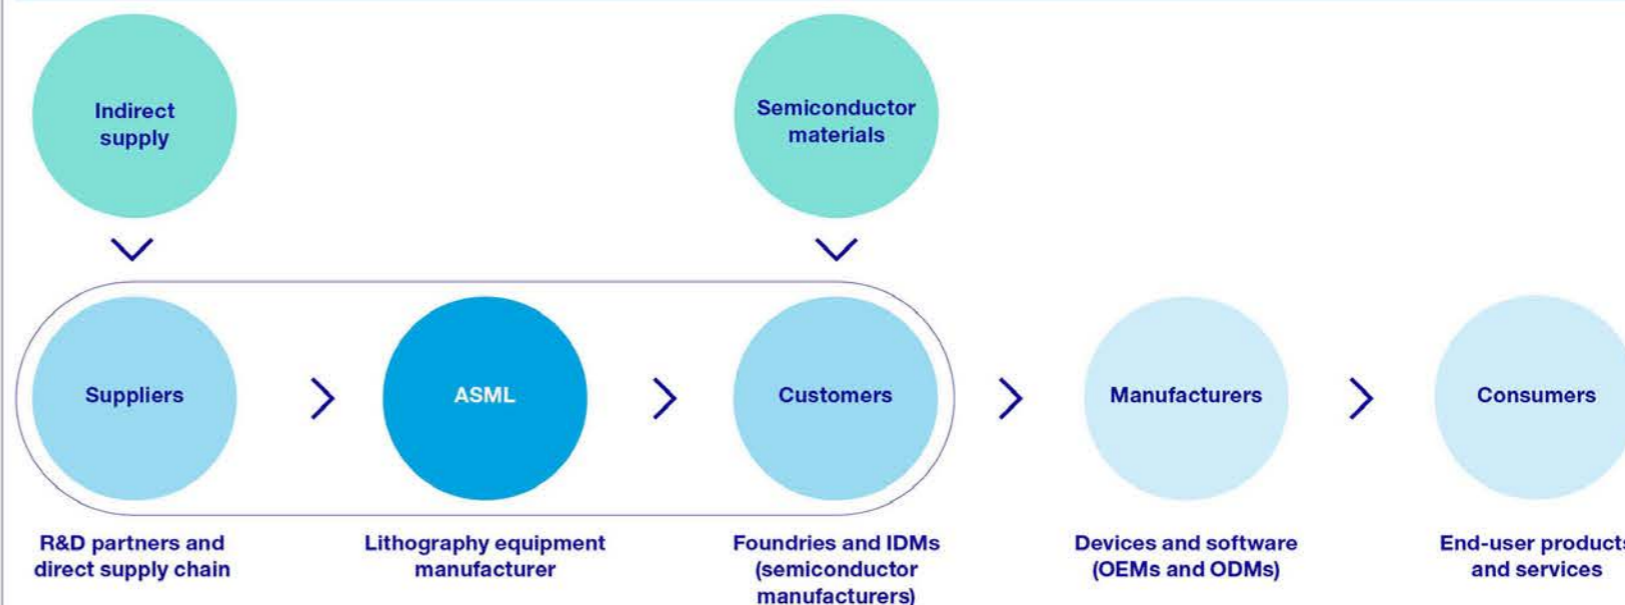 Indirect
supply
Semiconductor
materials
Suppliers
ASML
Customers
Manufacturers
Consumers
R&D partners and
direct supply chain
Lithography equipment
manufacturer
Foundries and IDMs
(semiconductor
manufacturers)
Devices and software
(OEMs and ODMs)
End-user products
and services